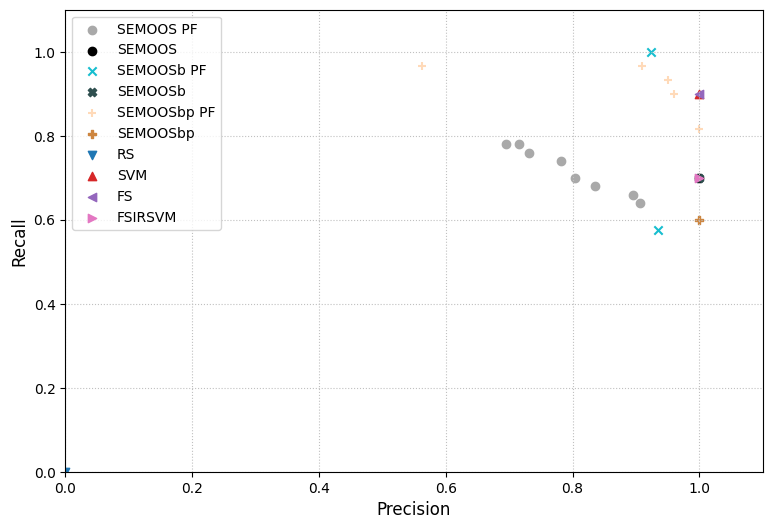 SEMOOS PF
SEMOOS
SEMOOSb PF
SEMOOSb
SEMOOSbp PF
SEMOOSbp
RS
SVM
FS
FSIRSVM
1.0
0.8
0.6
0.4
0.2
0.0
Recall
0.0 0.2 0.4 0.6 0.8 1.0
Precision